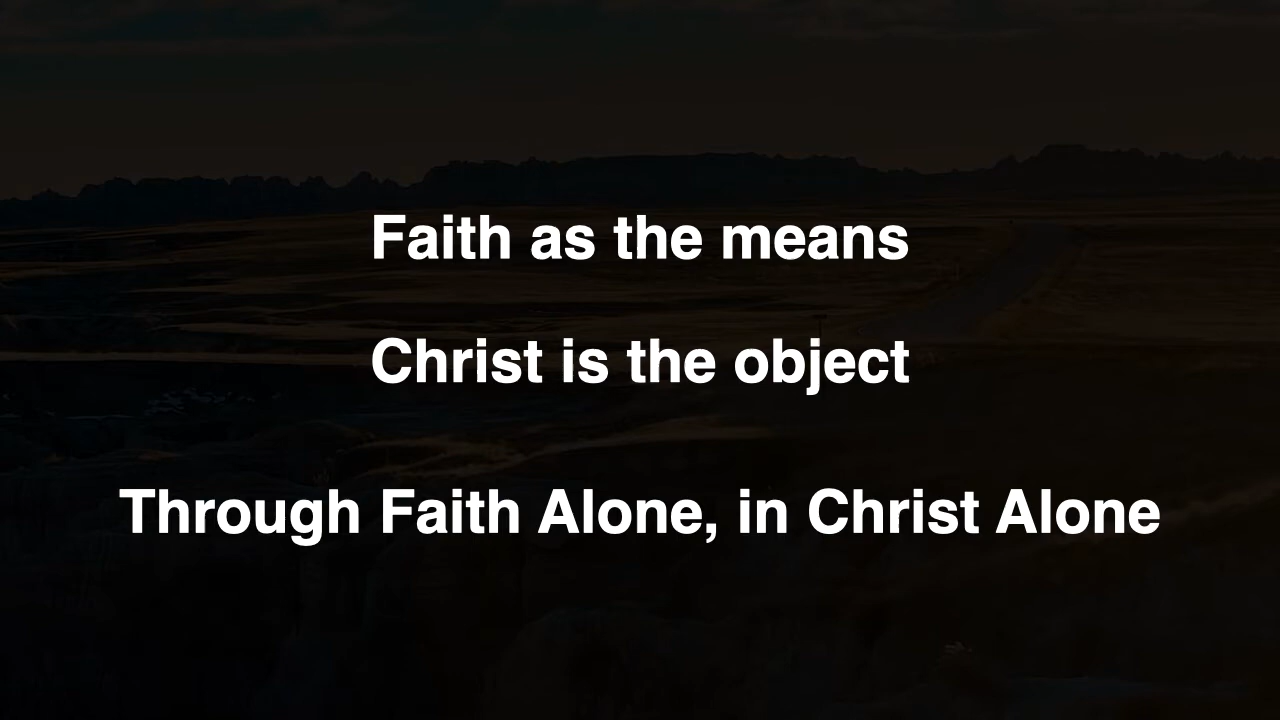 Faith as the means
Christ is the object
Through Faith Alone, in Christ Alone